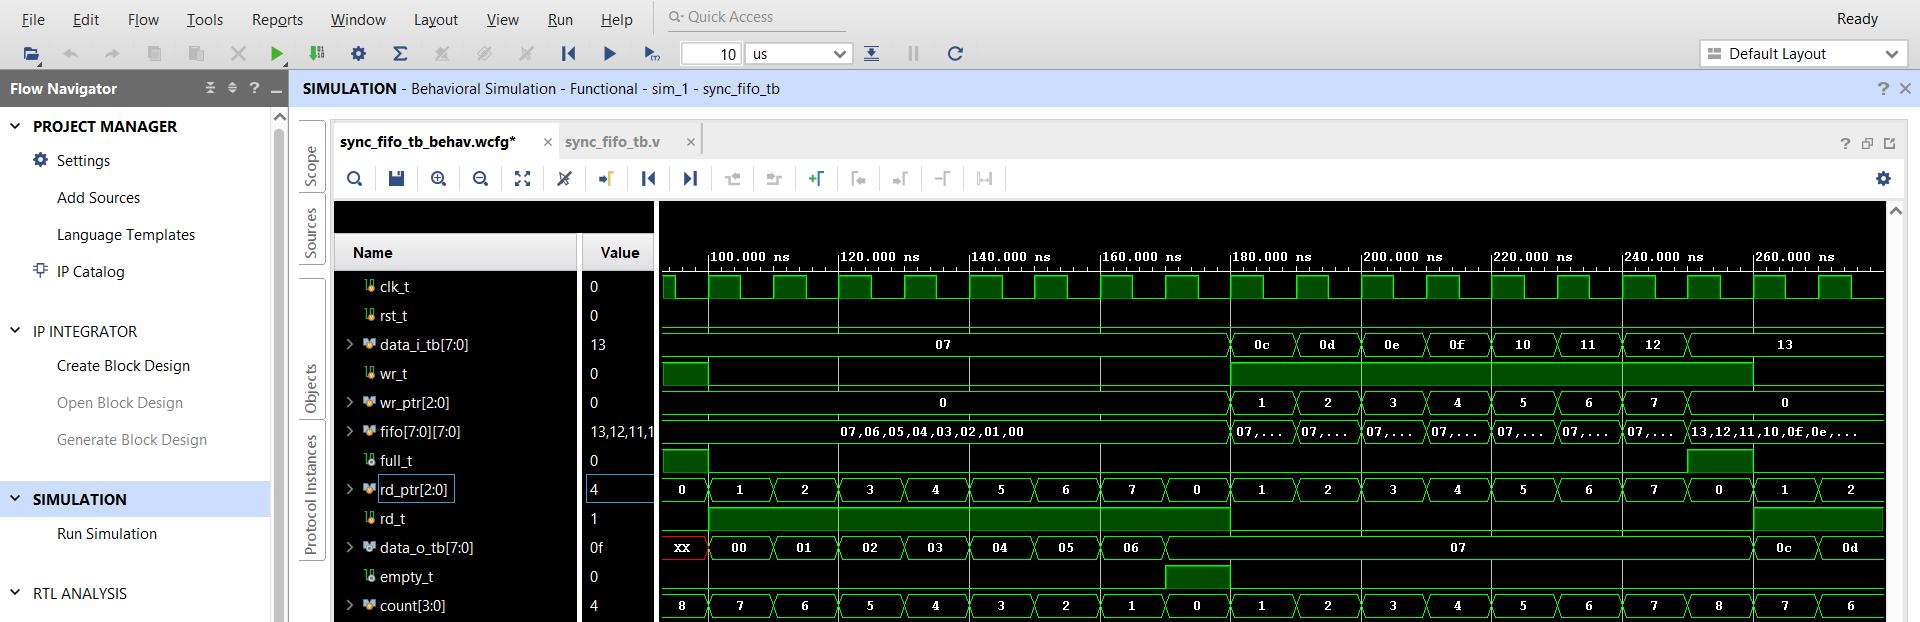 File Edit Flow Tools Reports Window Layout View Run Help Quick Access Ready
10 us Default Layout
Flow Navigator ? SIMULATION - Behavioral Simulation - Functional - sim_1 - sync_fifo_tb ?
PROJECT MANAGER
Settings
Add Sources
Language Templates
IP Catalog
IP INTEGRATOR
Create Block Design
Open Block Design
Generate Block Design
SIMULATION
Run Simulation
RTL ANALYSIS
Scope
Sources
Objects
Protocol Instances
sync_fifo_tb_behav.wcfg* × sync_fifo_tb.v × ?
Name Value
100.000 ns 120.000 ns 140.000 ns 160.000 ns 180.000 ns 200.000 ns 220.000 ns 240.000 ns 260.000 ns
clk_t 0
rst_t 0
data_i_tb[7:0] 13 07 0c 0d 0e 0f 10 11 12 13
wr_t 0
wr_ptr[2:0] 0 0 1 2 3 4 5 6 7 0
fifo[7:0][7:0] 13,12,11,1 07,06,05,04,03,02,01,00 07,... 07,... 07,... 07,... 07,... 07,... 07,... 13,12,11,10,0f,0e,...
full_t 0
rd_ptr[2:0] 4 0 1 2 3 4 5 6 7 0 1 2 3 4 5 6 7 0 1 2
rd_t 1
data_o_tb[7:0] 0f XX 00 01 02 03 04 05 06 07 0c 0d
empty_t 0
count[3:0] 4 8 7 6 5 4 3 2 1 0 1 2 3 4 5 6 7 8 7 6